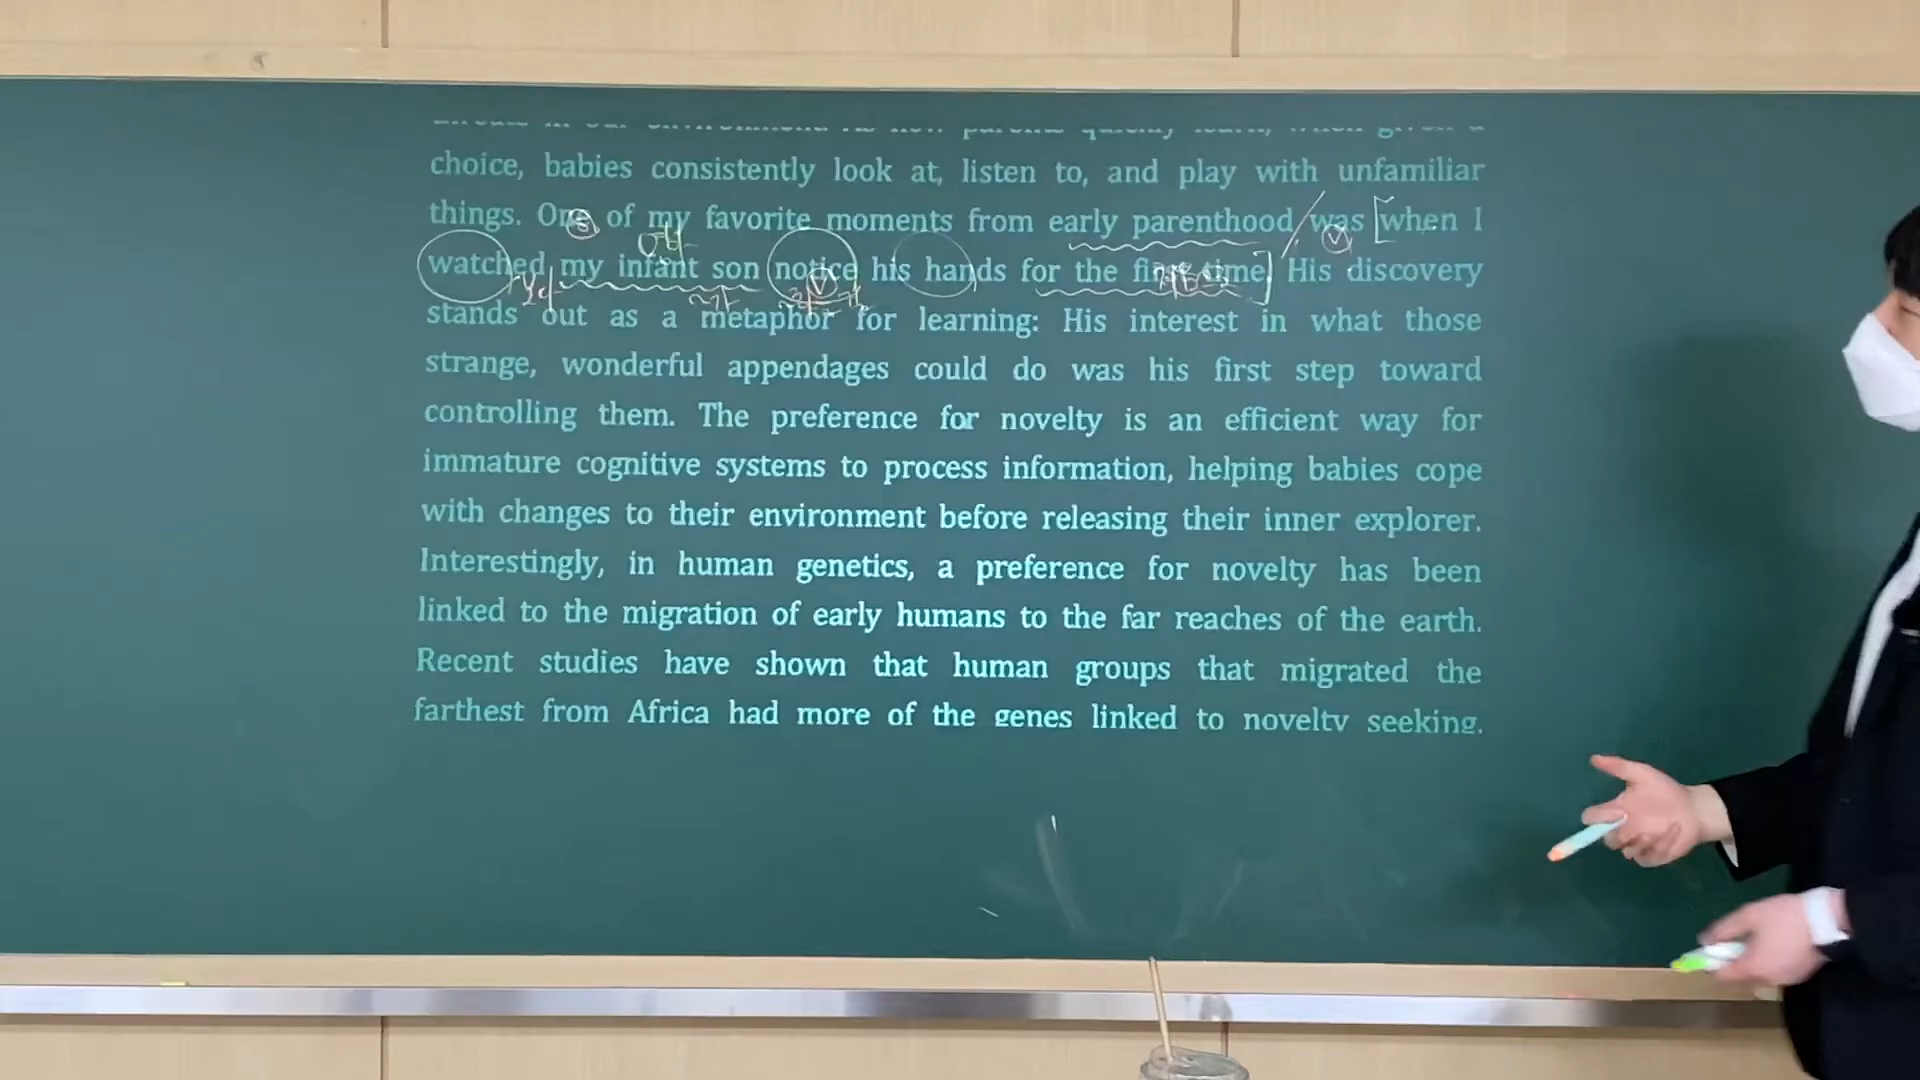 choice, babies consistently look at, listen to, and play with unfamiliar
things. One of my favorite moments from early parenthood was [when I
watched my infant son notice his hands for the first time] His discovery
stands out as a metaphor for learning: His interest in what those
strange, wonderful appendages could do was his first step toward
controlling them. The preference for novelty is an efficient way for
immature cognitive systems to process information, helping babies cope
with changes to their environment before releasing their inner explorer.
Interestingly, in human genetics, a preference for novelty has been
linked to the migration of early humans to the far reaches of the earth.
Recent studies have shown that human groups that migrated the
farthest from Africa had more of the genes linked to novelty seeking.